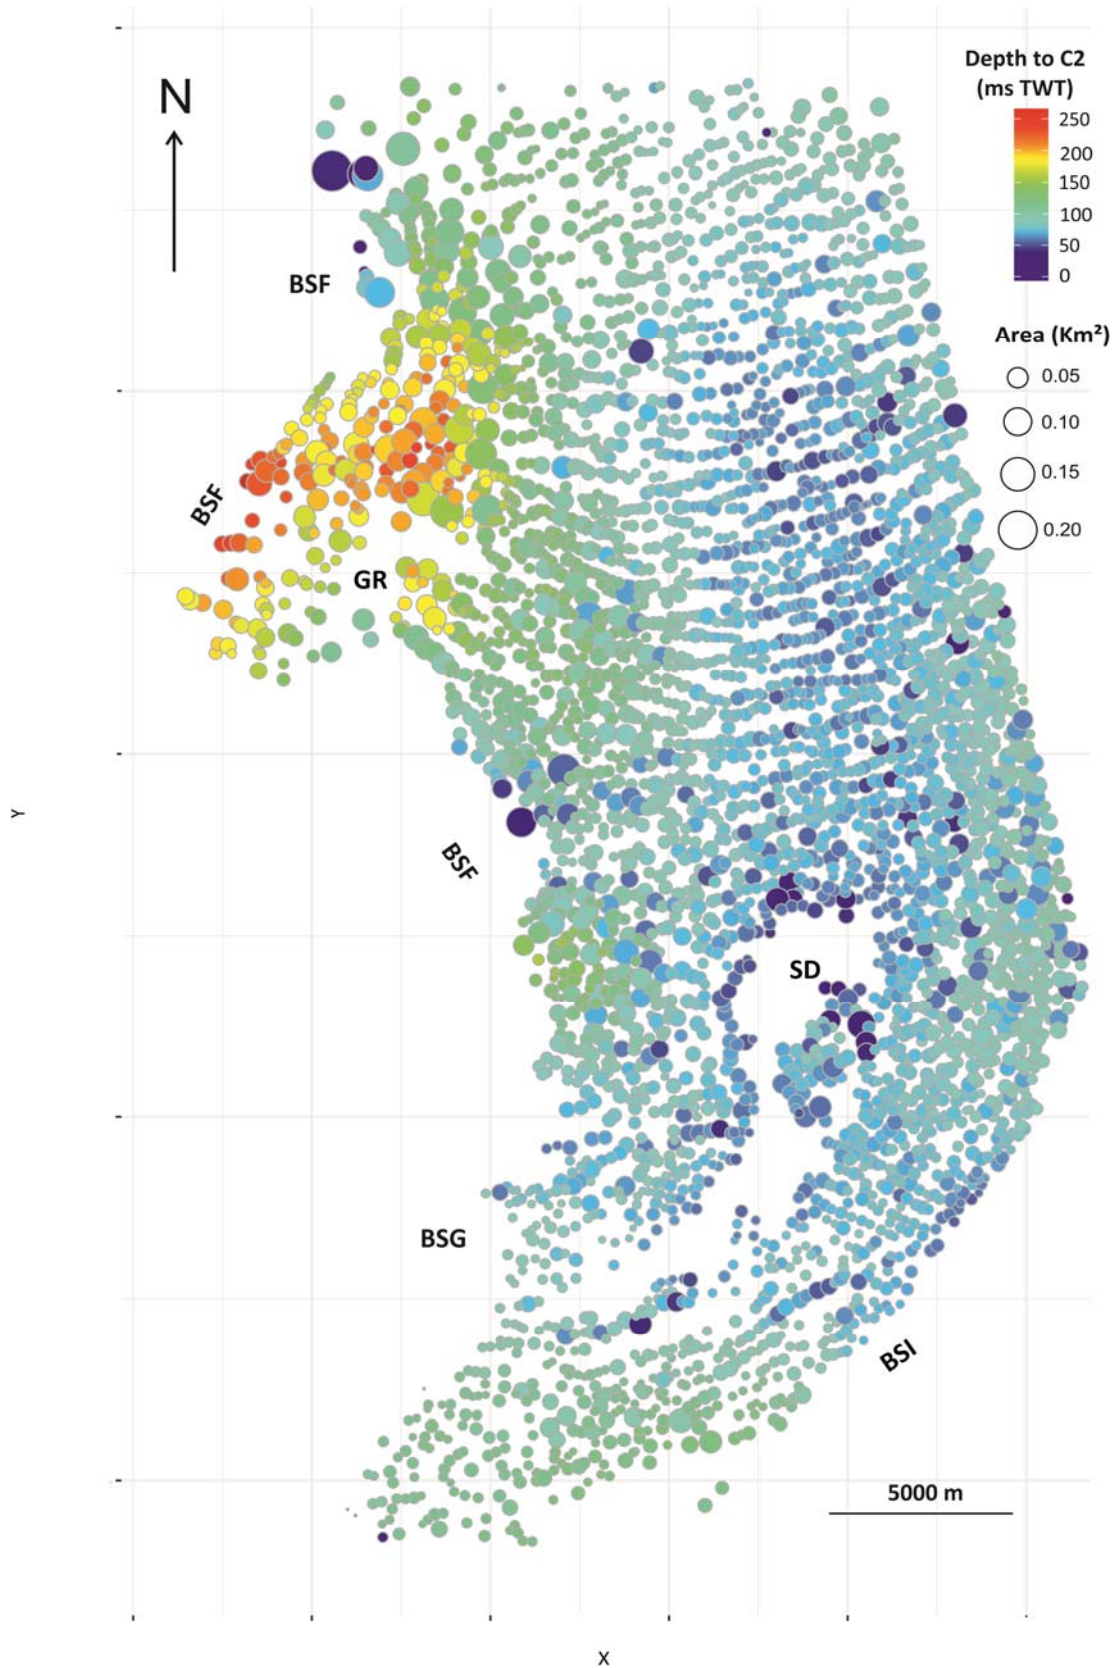 N
Depth to C2
(ms TWT)
250
200
150
100
50
0
BSF
Area (Km²)
0.05
0.10
0.15
0.20
BSF
GR
Y
BSF
SD
BSG
BSI
5000 m
X